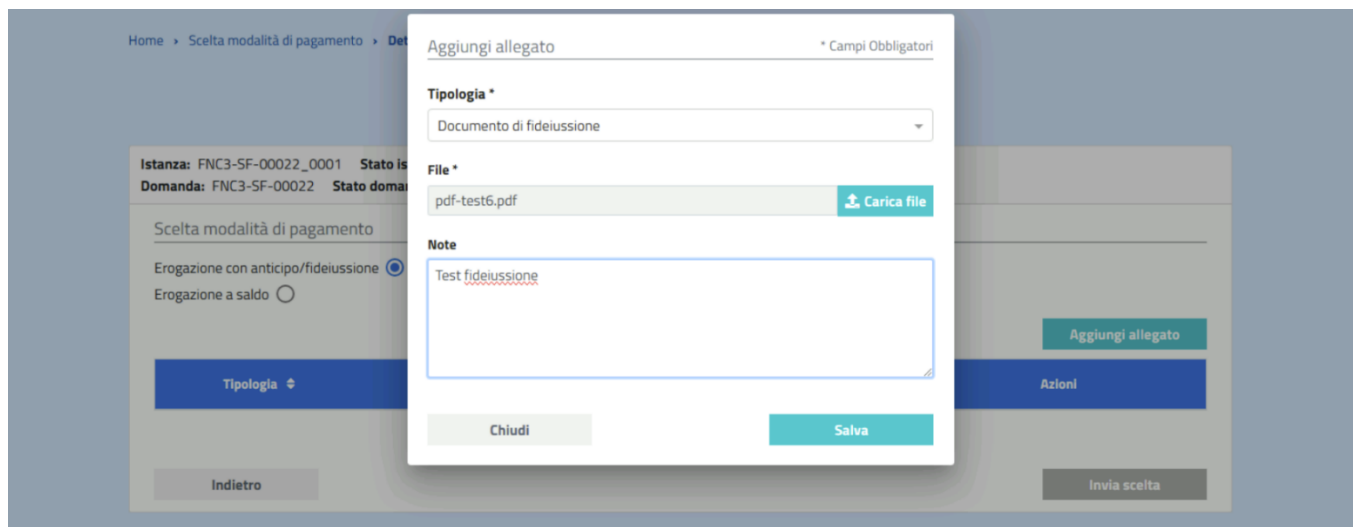 Home › Scelta modalità di pagamento › Det
Aggiungi allegato * Campi Obbligatori
Tipologia *
Documento di fideiussione
Istanza: FNC3-SF-00022_0001 Stato is
Domanda: FNC3-SF-00022 Stato doma
File *
pdf-test6.pdf Carica file
Scelta modalità di pagamento
Note
Erogazione con anticipo/fideiussione
Test fideiussione
Erogazione a saldo
Aggiungi allegato
Tipologia Azioni
Chiudi Salva
Indietro Invia scelta